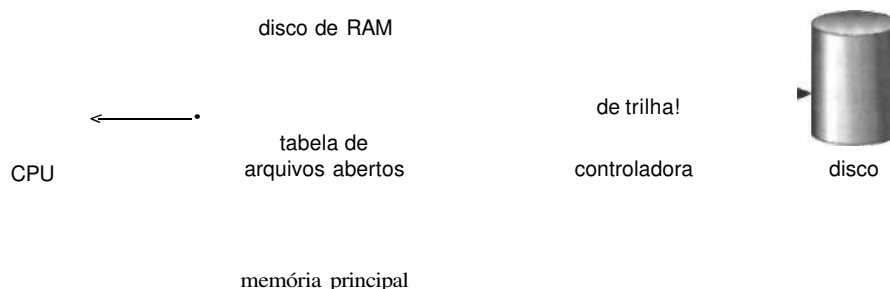 disco de RAM
de trilha!
tabela de
arquivos abertos
CPU
controladora
disco
memória principal